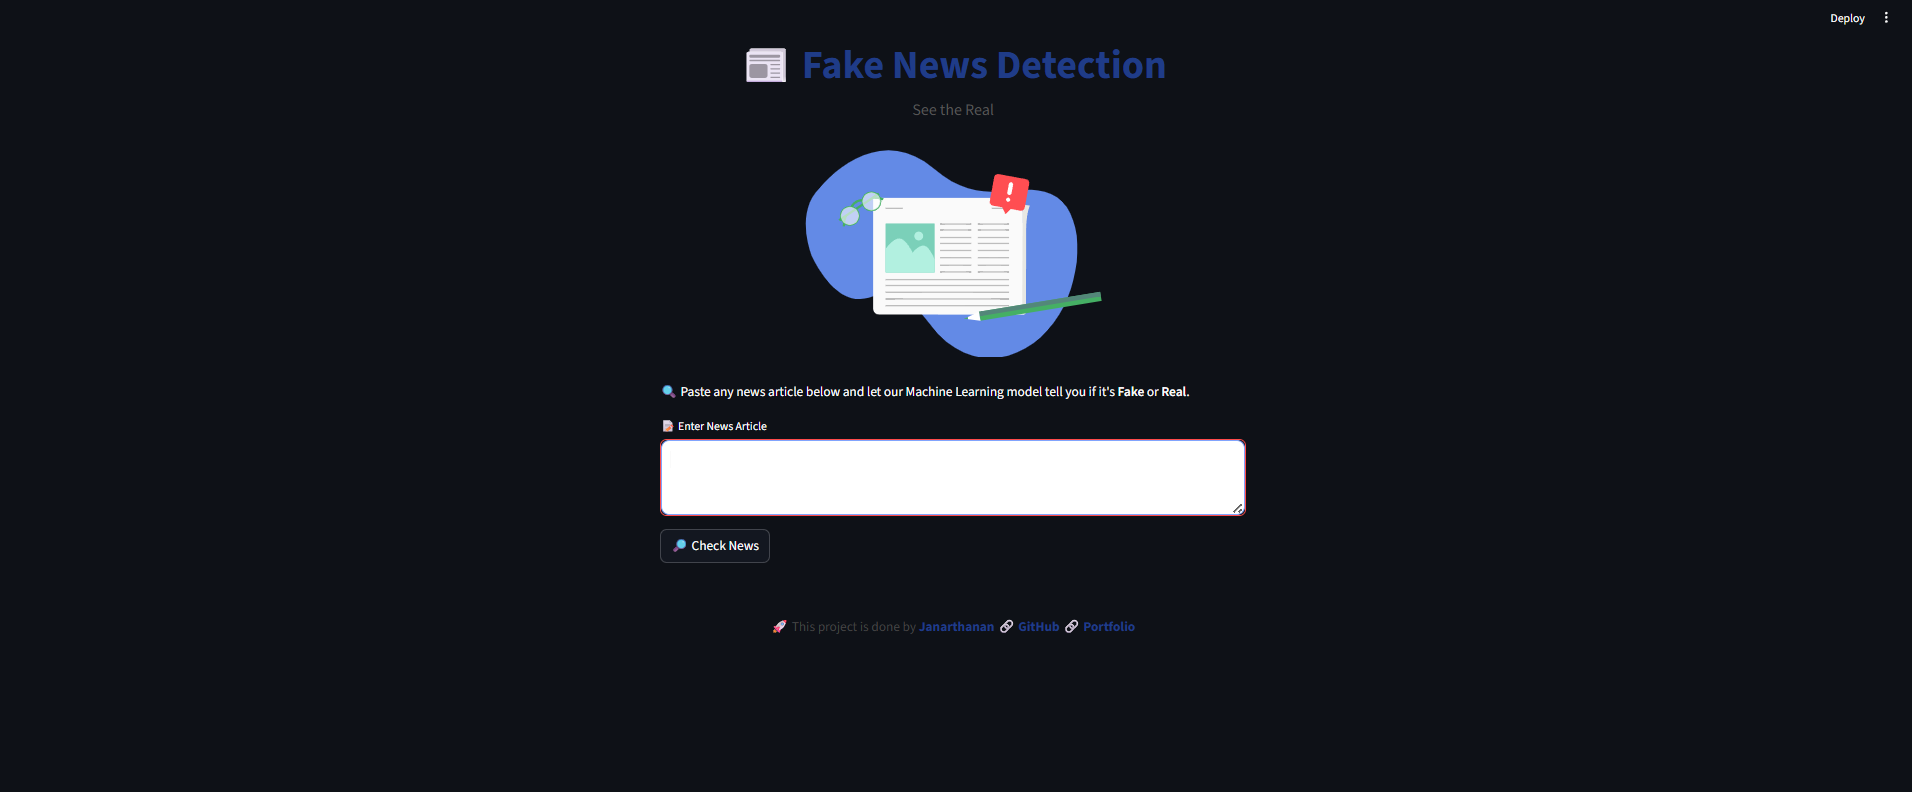 Deploy
Fake News Detection
See the Real
Paste any news article below and let our Machine Learning model tell you if it's Fake or Real.
Enter News Article
Check News
This project is done by Janarthanan GitHub Portfolio